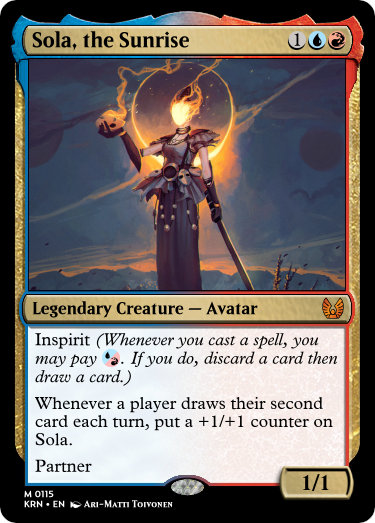 Sola, the Sunrise 1
Legendary Creature — Avatar
Inspirit (Whenever you cast a spell, you
may pay . If you do, discard a card then
draw a card.)
Whenever a player draws their second
card each turn, put a +1/+1 counter on
Sola.
Partner
1/1
M 0115
KRN • EN Ari-Matti Toivonen